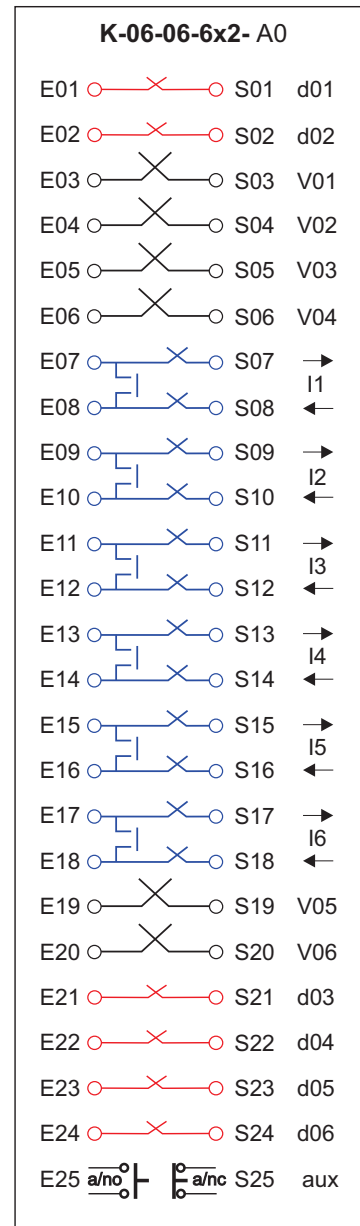 K-06-06-6x2- A0
E01 S01 d01
E02 S02 d02
E03 S03 V01
E04 S04 V02
E05 S05 V03
E06 S06 V04
E07 S07
I1
E08 S08
E09 S09
I2
E10 S10
E11 S11
I3
E12 S12
E13 S13
I4
E14 S14
E15 S15
I5
E16 S16
E17 S17
I6
E18 S18
E19 S19 V05
E20 S20 V06
E21 S21 d03
E22 S22 d04
E23 S23 d05
E24 S24 d06
E25 a/no a/nc S25 aux